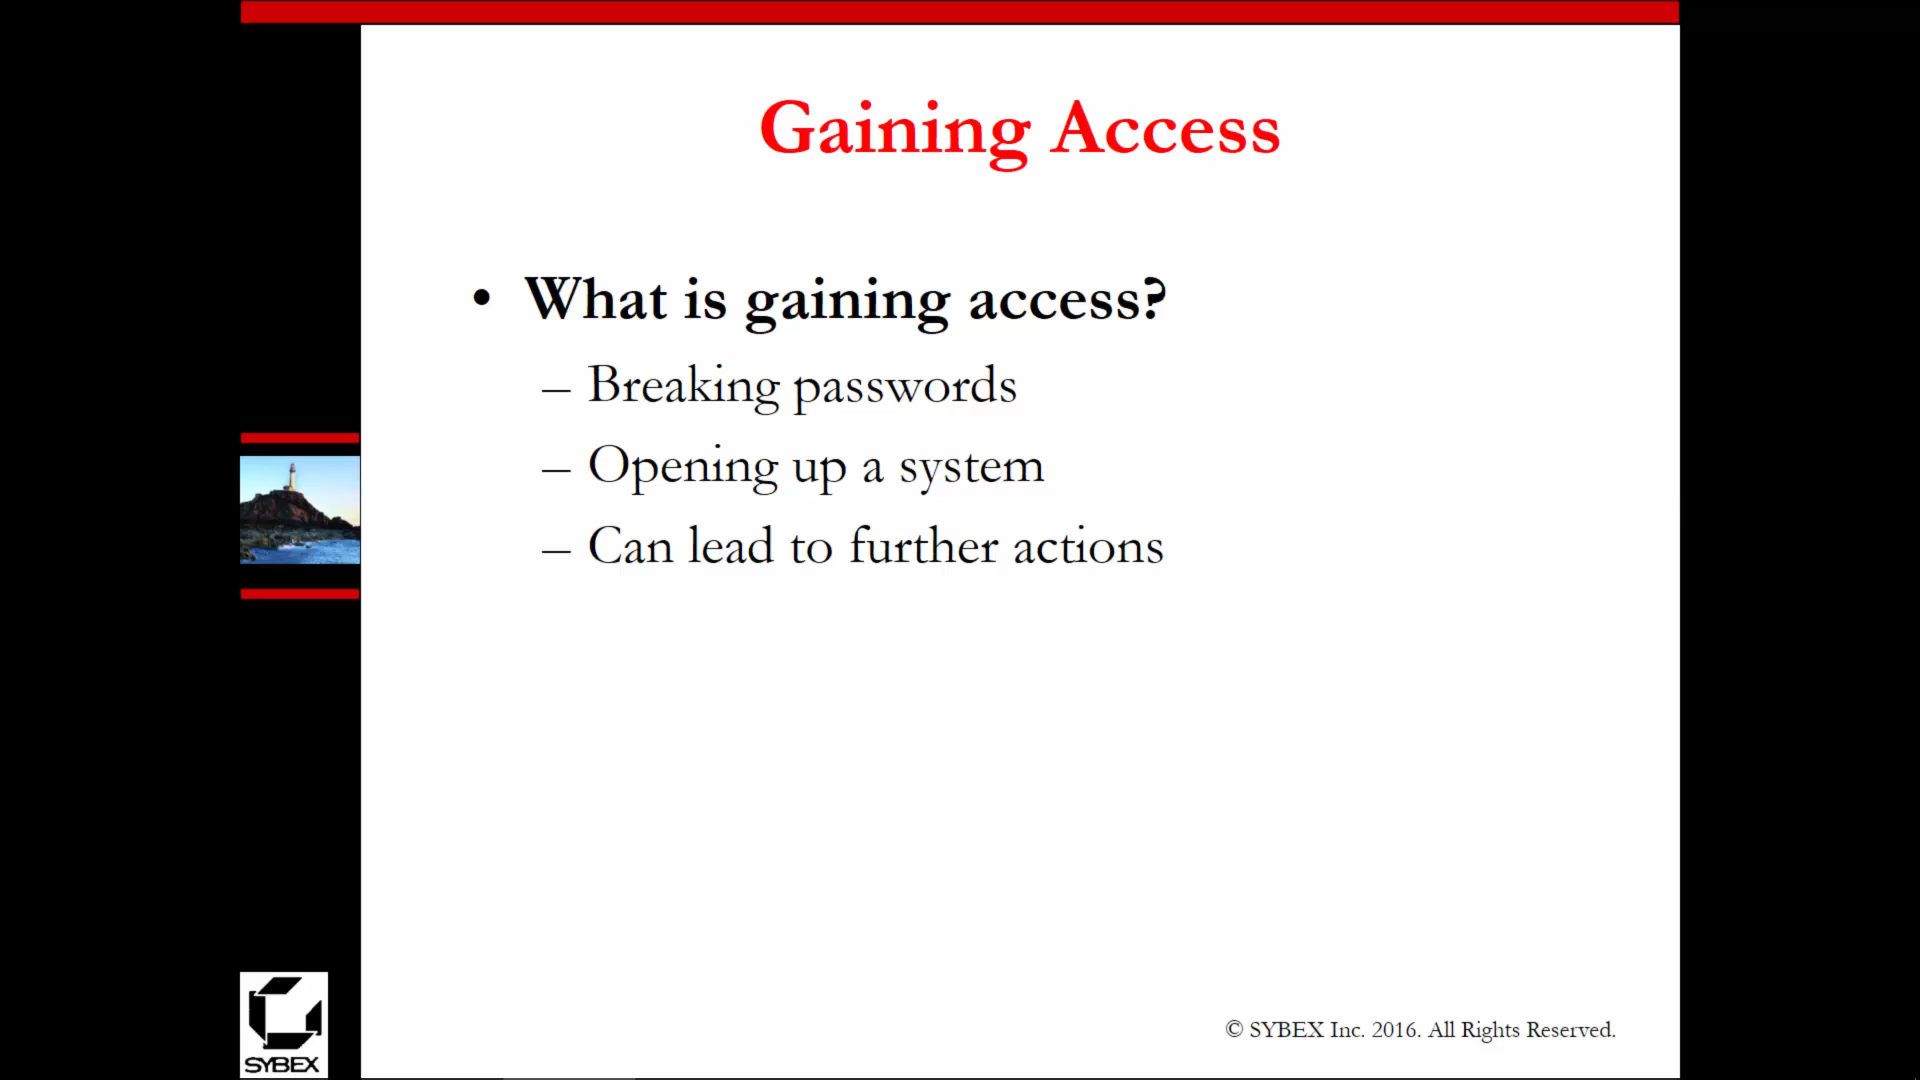 Gaining Access
• What is gaining access?
– Breaking passwords
– Opening up a system
– Can lead to further actions
SYBEX
© SYBEX Inc. 2016. All Rights Reserved.